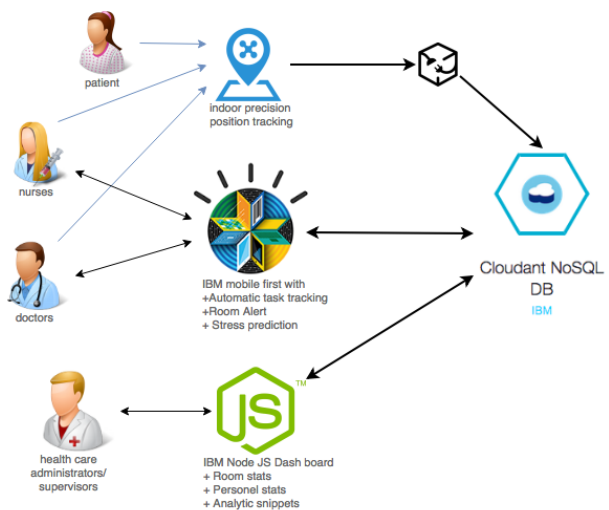 patient
indoor precision
position tracking
nurses
IBM mobile first with
+Automatic task tracking
+Room Alert
+ Stress prediction
Cloudant NoSQL
DB
IBM
doctors
JS
TM
health care
administrators/
supervisors
IBM Node JS Dash board
+ Room stats
+ Personel stats
+ Analytic snippets